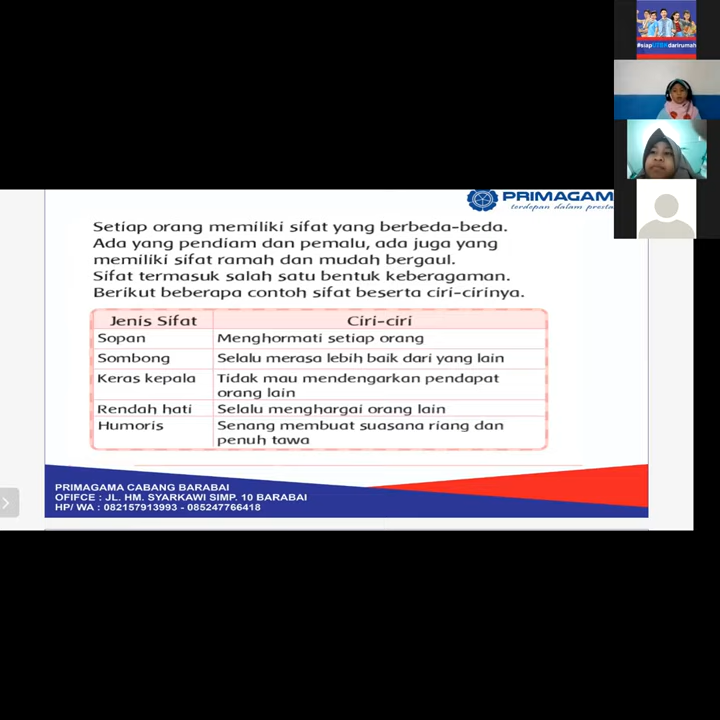 #siapUTBKdarirumah
PRIMAGAM
terdepan dalam presta
Setiap orang memiliki sifat yang berbeda-beda.
Ada yang pendiam dan pemalu, ada juga yang
memiliki sifat ramah dan mudah bergaul.
Sifat termasuk salah satu bentuk keberagaman.
Berikut beberapa contoh sifat beserta ciri-cirinya.
Jenis Sifat Ciri-ciri
Sopan Menghormati setiap orang
Sombong Selalu merasa lebih baik dari yang lain
Keras kepala Tidak mau mendengarkan pendapat
orang lain
Rendah hati Selalu menghargai orang lain
Humoris Senang membuat suasana riang dan
penuh tawa
PRIMAGAMA CABANG BARABAI
OFIFCE : JL. HM. SYARKAWI SIMP. 10 BARABAI
HP/ WA : 082157913993 - 085247766418